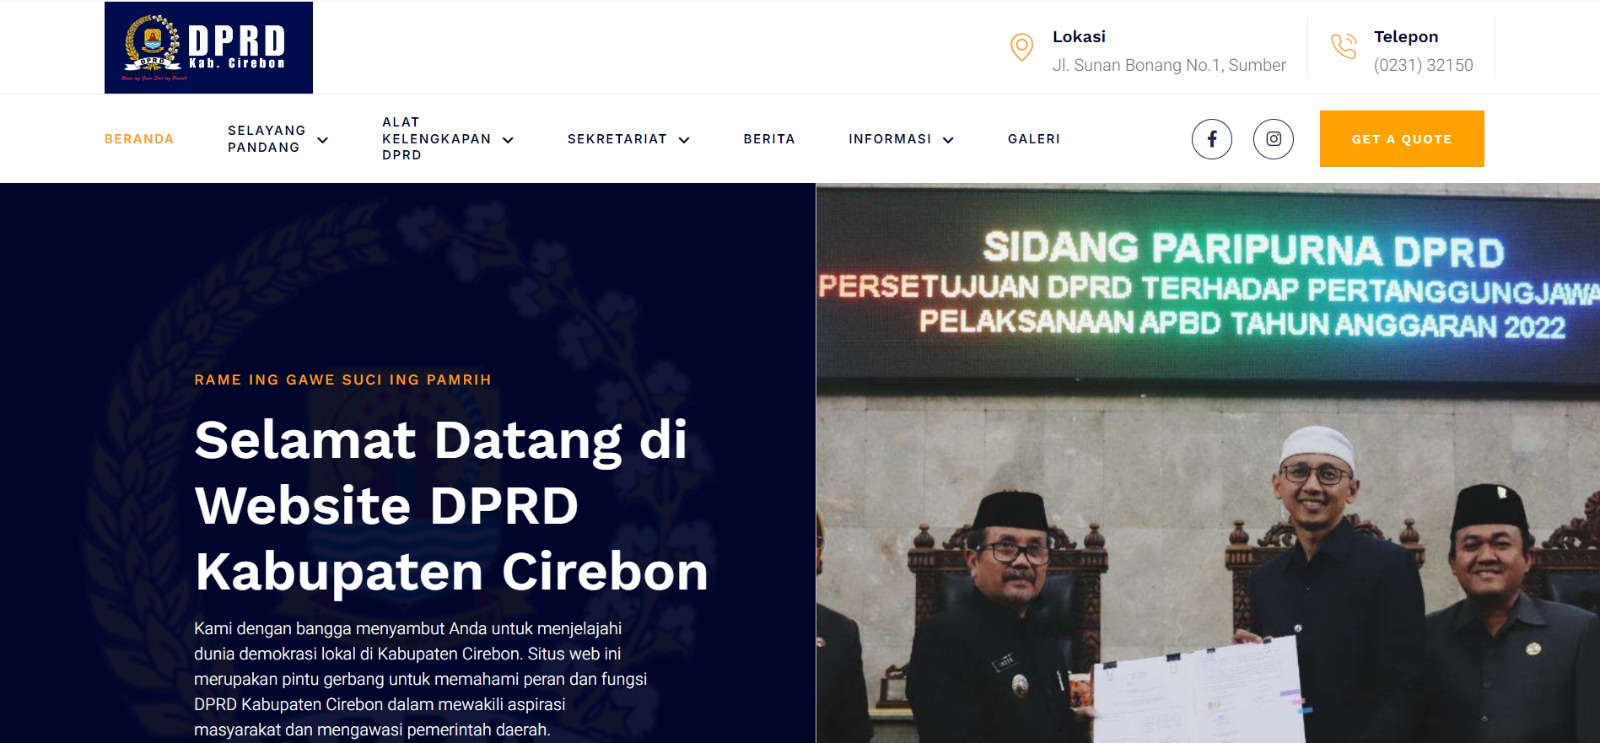 DPRD
Kab. Cirebon
DPRD
Lokasi
Jl. Sunan Bonang No.1, Sumber
Telepon
(0231) 32150
BERANDA
SELAYANG
PANDANG
ALAT
KELENGKAPAN
DPRD
SEKRETARIAT
BERITA
INFORMASI
GALERI
GET A QUOTE
RAME ING GAWE SUCI ING PAMRIH
Selamat Datang di
Website DPRD
Kabupaten Cirebon
Kami dengan bangga menyambut Anda untuk menjelajahi
dunia demokrasi lokal di Kabupaten Cirebon. Situs web ini
merupakan pintu gerbang untuk memahami peran dan fungsi
DPRD Kabupaten Cirebon dalam mewakili aspirasi
masyarakat dan mengawasi pemerintah daerah.
SIDANG PARIPURNA DPRD
PERSETUJUAN DPRD TERHADAP PERTANGGUNGJAWA
PELAKSANAAN APBD TAHUN ANGGARAN 2022